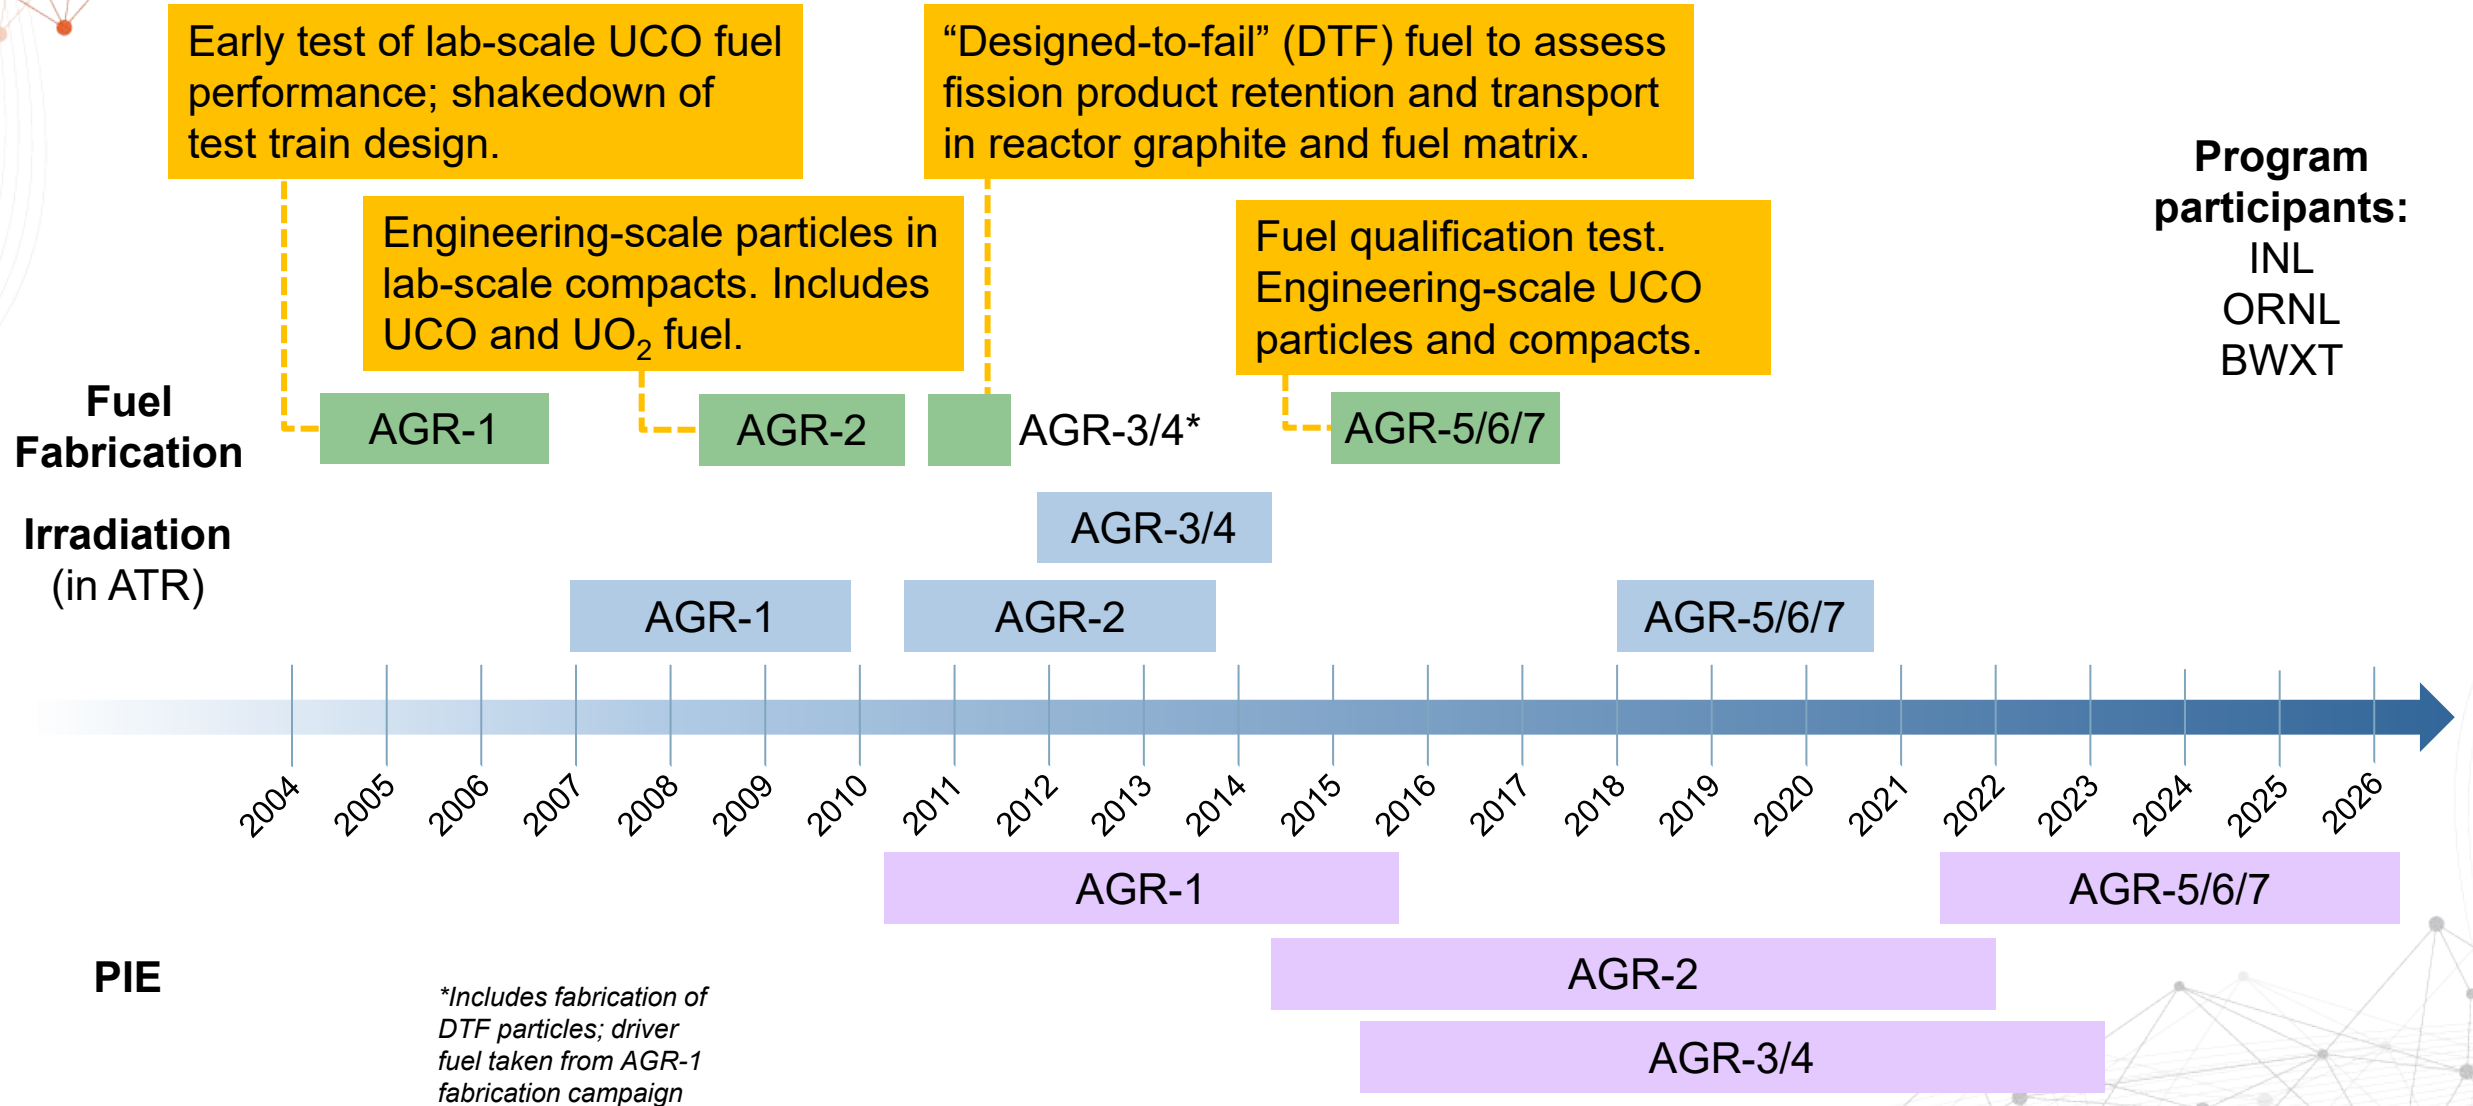 Early test of lab-scale UCO fuel
performance; shakedown of
test train design.
“Designed-to-fail” (DTF) fuel to assess
fission product retention and transport
in reactor graphite and fuel matrix.
Engineering-scale particles in
lab-scale compacts. Includes
UCO and UO₂ fuel.
Fuel qualification test.
Engineering-scale UCO
particles and compacts.
Program
participants:
INL
ORNL
BWXT
Fuel
Fabrication
AGR-1
AGR-2
AGR-3/4*
AGR-5/6/7
Irradiation
(in ATR)
AGR-3/4
AGR-1
AGR-2
AGR-5/6/7
2004
2005
2006
2007
2008
2009
2010
2011
2012
2013
2014
2015
2016
2017
2018
2019
2020
2021
2022
2023
2024
2025
2026
AGR-1
AGR-5/6/7
PIE
AGR-2
AGR-3/4
*Includes fabrication of
DTF particles; driver
fuel taken from AGR-1
fabrication campaign